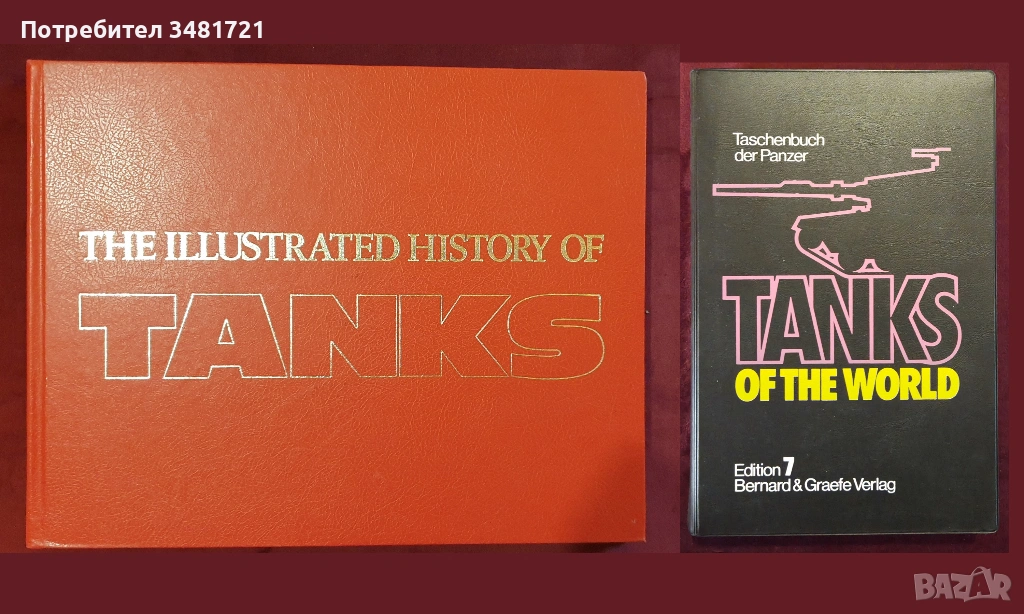 Потребител 3481721
THE ILLUSTRATED HISTORY OF
TANKS
Taschenbuch
der Panzer
TANKS
OF THE WORLD
Edition 7
Bernard & Graefe Verlag
BAZAR